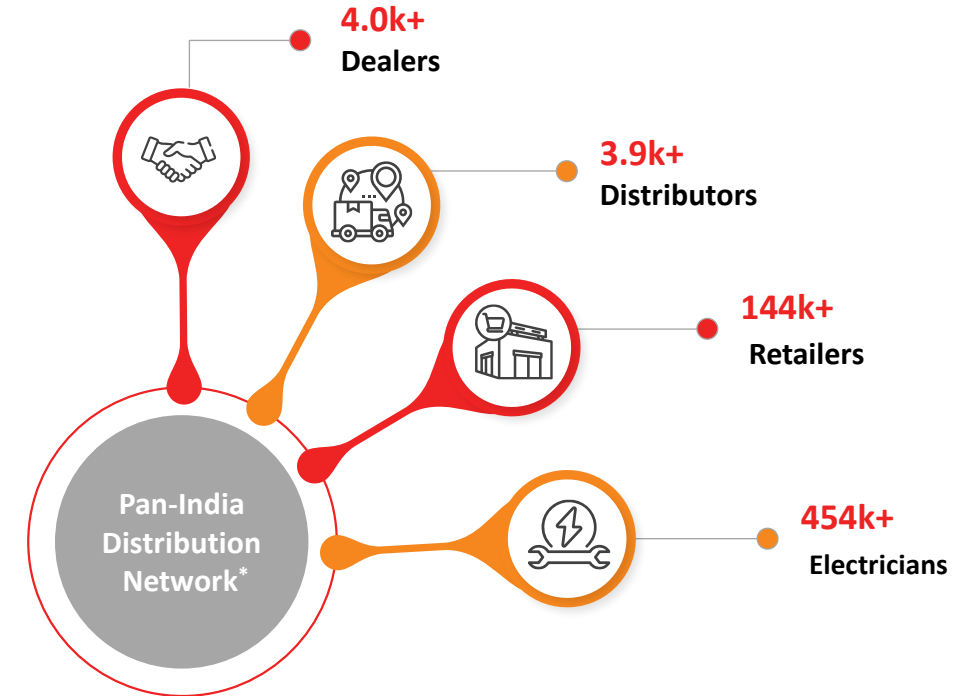 4.0k+
Dealers
3.9k+
Distributors
144k+
Retailers
454k+
Electricians
Pan-India
Distribution
Network*